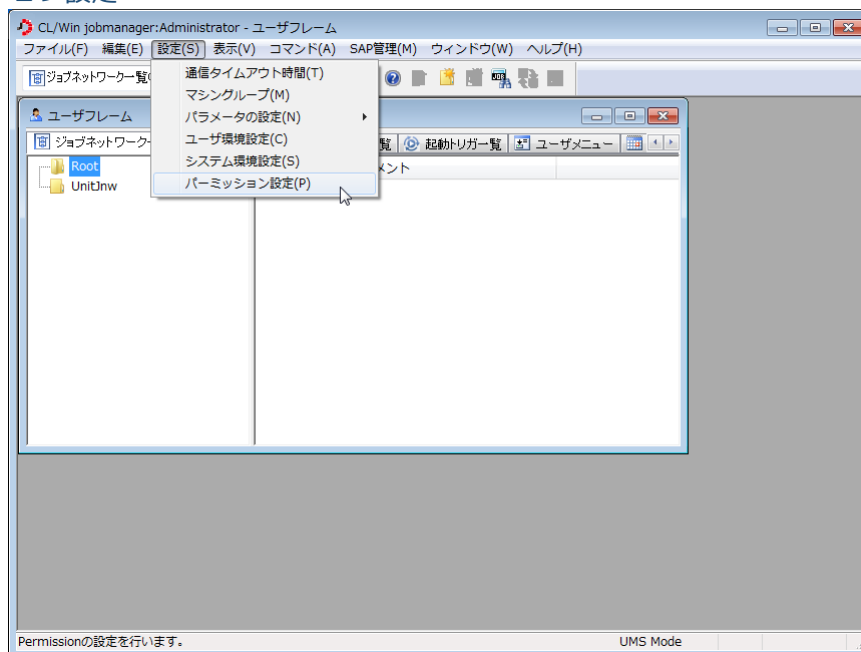 CL/Win jobmanager:Administrator - ユーザフレーム
ファイル(F) 編集(E) 設定(S) 表示(V) コマンド(A) SAP管理(M) ウィンドウ(W) ヘルプ(H)
ジョブネットワーク一覧
通信タイムアウト時間(T)
マシングループ(M)
パラメータの設定(N)
ユーザ環境設定(C)
システム環境設定(S)
パーミッション設定(P)
ユーザフレーム
ジョブネットワーク 覧 起動トリガ一覧 ユーザメニュー
Root
UnitJnw
メント
Permissionの設定を行います。 UMS Mode